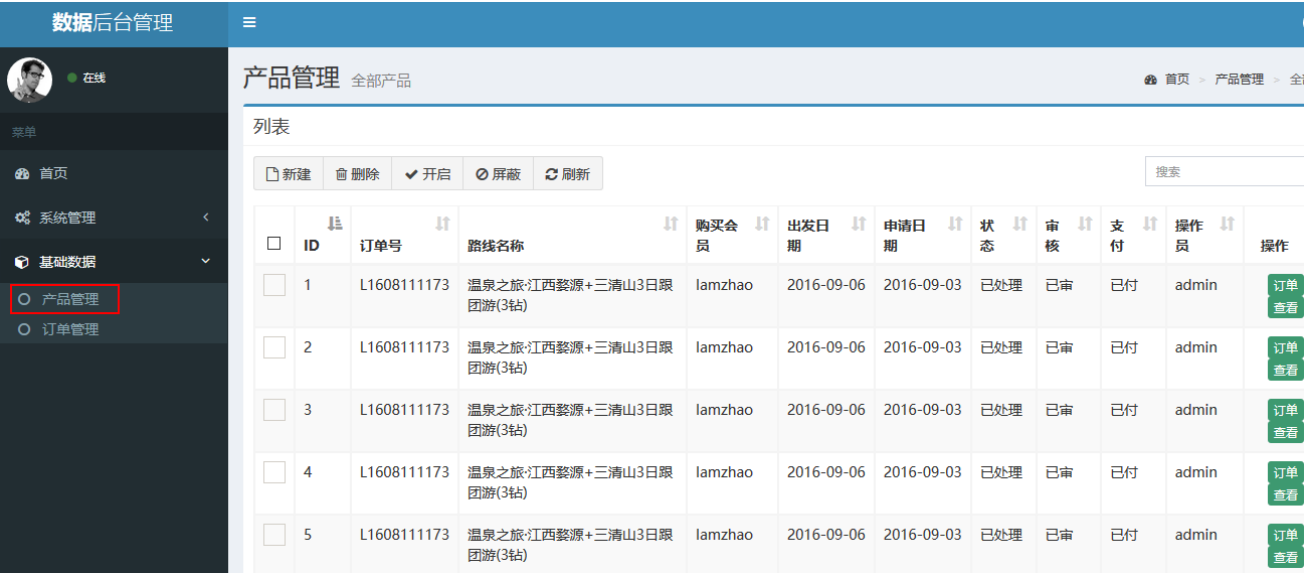 数据后台管理
在线
菜单
首页
系统管理
基础数据
产品管理
订单管理
产品管理 全部产品
首页 > 产品管理 >
列表
新建 删除 开启 屏蔽 刷新
搜索
ID 订单号 路线名称 购买会员 出发日期 申请日期 状态 审核 支付 操作员 操作
1 L1608111173 温泉之旅·江西婺源+三清山3日跟 lamzhao 2016-09-06 2016-09-03 已处理 已审 已付 admin 订单
团游(3钻) 查看
2 L1608111173 温泉之旅·江西婺源+三清山3日跟 lamzhao 2016-09-06 2016-09-03 已处理 已审 已付 admin 订单
团游(3钻) 查看
3 L1608111173 温泉之旅·江西婺源+三清山3日跟 lamzhao 2016-09-06 2016-09-03 已处理 已审 已付 admin 订单
团游(3钻) 查看
4 L1608111173 温泉之旅·江西婺源+三清山3日跟 lamzhao 2016-09-06 2016-09-03 已处理 已审 已付 admin 订单
团游(3钻) 查看
5 L1608111173 温泉之旅·江西婺源+三清山3日跟 lamzhao 2016-09-06 2016-09-03 已处理 已审 已付 admin 订单
团游(3钻) 查看